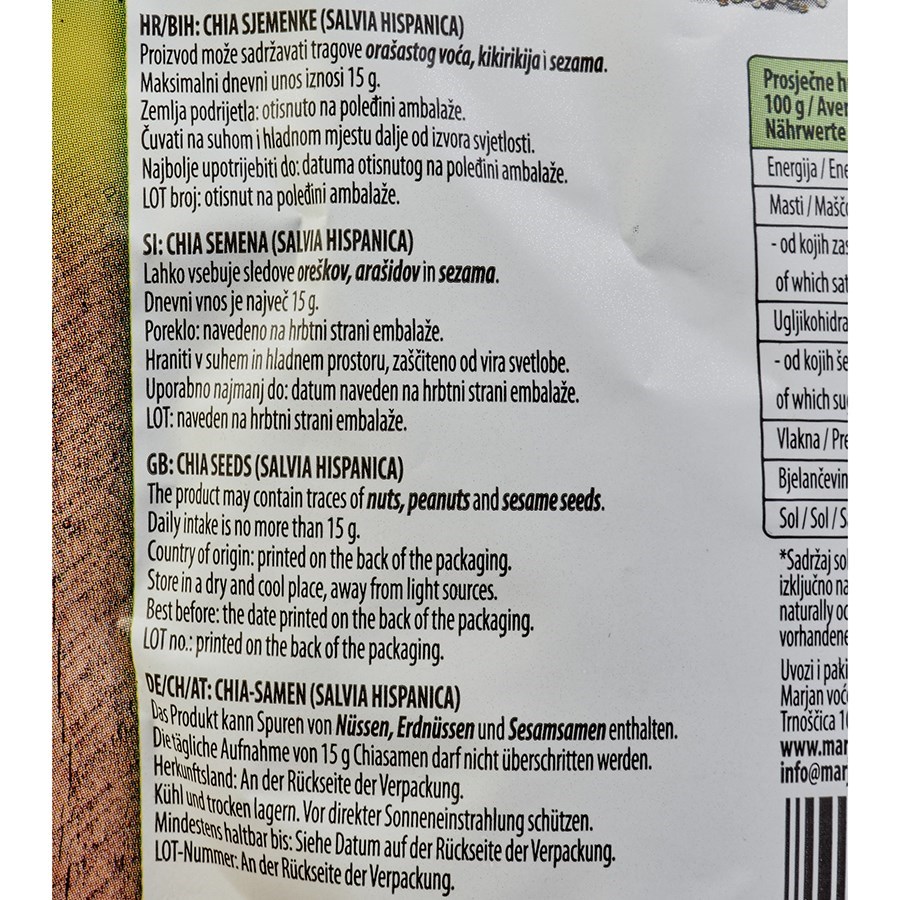 HR/BIH: CHIA SJEMENKE (SALVIA HISPANICA)
Proizvod može sadržavati tragove orašastog voća, kikirikija i sezama.
Maksimalni dnevni unos iznosi 15 g.
Zemlja podrijetla: otisnuto na poleđini ambalaže.
Čuvati na suhom i hladnom mjestu dalje od izvora svjetlosti.
Najbolje upotrijebiti do: datuma otisnutog na poleđini ambalaže.
LOT broj: otisnut na poleđini ambalaže.
SI: CHIA SEMENA (SALVIA HISPANICA)
Lahko vsebuje sledove oreškov, arašidov in sezama.
Dnevni vnos je največ 15 g.
Poreklo: navedeno na hrbtni strani embalaže.
Hraniti v suhem in hladnem prostoru, zaščiteno od vira svetlobe.
Uporabno najmanj do: datum naveden na hrbtni strani embalaže.
LOT: naveden na hrbtni strani embalaže.
GB: CHIA SEEDS (SALVIA HISPANICA)
The product may contain traces of nuts, peanuts and sesame seeds.
Daily intake is no more than 15 g.
Country of origin: printed on the back of the packaging.
Store in a dry and cool place, away from light sources.
Best before: the date printed on the back of the packaging.
LOT no.: printed on the back of the packaging.
DE/CH/AT: CHIA-SAMEN (SALVIA HISPANICA)
Das Produkt kann Spuren von Nüssen, Erdnüssen und Sesamsamen enthalten.
Die tägliche Aufnahme von 15 g Chiasamen darf nicht überschritten werden.
Herkunftsland: An der Rückseite der Verpackung.
Kühl und trocken lagern. Vor direkter Sonneneinstrahlung schützen.
Mindestens haltbar bis: Siehe Datum auf der Rückseite der Verpackung.
LOT-Nummer: An der Rückseite der Verpackung.
Prosječne h
100 g / Aver
Nährwerte
Energija / Ene
Masti / Maščo
- od kojih zas
of which sat
Ugljikohidra
- od kojih še
of which su
Vlakna / Pre
Bjelančevin
Sol / Sol / S
*Sadržaj sol
izključno na
naturally oc
vorhandene
Uvozi i paki
Marjan voć
Trnoščica 1
www.mar
info@mar